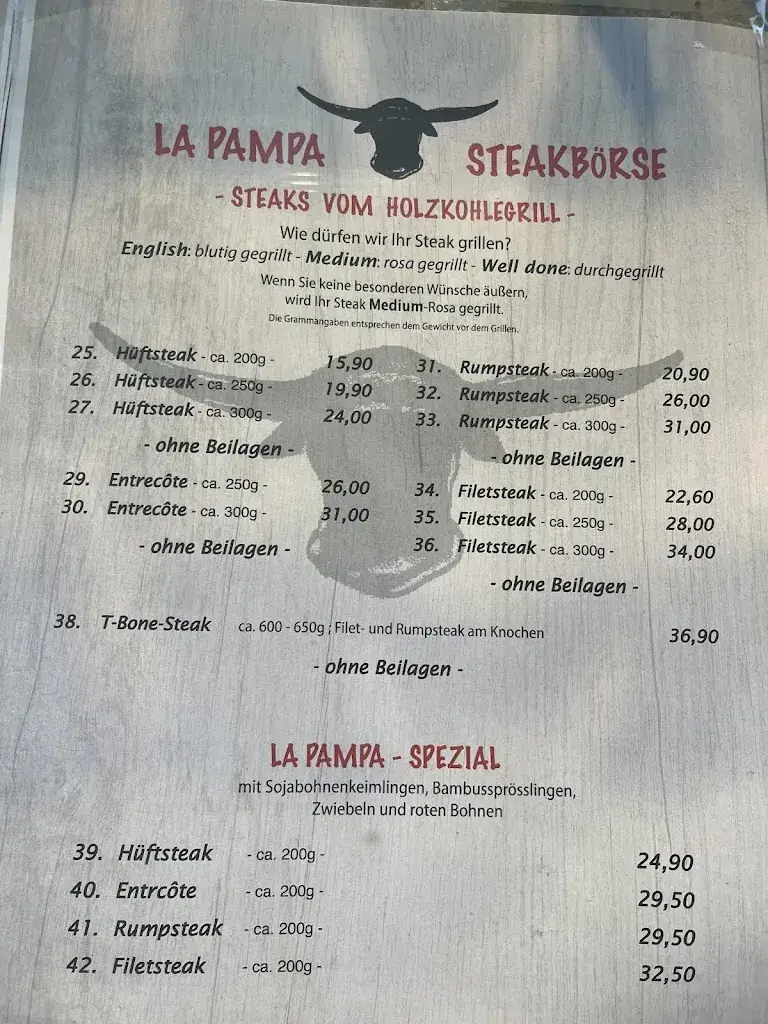 LA PAMPA STEAKBÖRSE
- STEAKS VOM HOLZKOHLEGRILL -
Wie dürfen wir Ihr Steak grillen?
English: blutig gegrillt - Medium: rosa gegrillt - Well done: durchgegrillt
Wenn Sie keine besonderen Wünsche äußern,
wird Ihr Steak Medium-Rosa gegrillt.
Die Grammangaben entsprechen dem Gewicht vor dem Grillen.
25. Hüftsteak - ca. 200g - 15,90
26. Hüftsteak - ca. 250g - 19,90
27. Hüftsteak - ca. 300g - 24,00
- ohne Beilagen -
29. Entrecôte - ca. 250g - 26,00
30. Entrecôte - ca. 300g - 31,00
- ohne Beilagen -
31. Rumpsteak - ca. 200g - 20,90
32. Rumpsteak - ca. 250g - 26,00
33. Rumpsteak - ca. 300g - 31,00
- ohne Beilagen -
34. Filetsteak - ca. 200g - 22,60
35. Filetsteak - ca. 250g - 28,00
36. Filetsteak - ca. 300g - 34,00
- ohne Beilagen -
38. T-Bone-Steak ca. 600 - 650g ; Filet- und Rumpsteak am Knochen 36,90
- ohne Beilagen -
LA PAMPA - SPEZIAL
mit Sojabohnenkeimlingen, Bambussprösslingen,
Zwiebeln und roten Bohnen
39. Hüftsteak - ca. 200g - 24,90
40. Entrcôte - ca. 200g - 29,50
41. Rumpsteak - ca. 200g - 29,50
42. Filetsteak - ca. 200g - 32,50